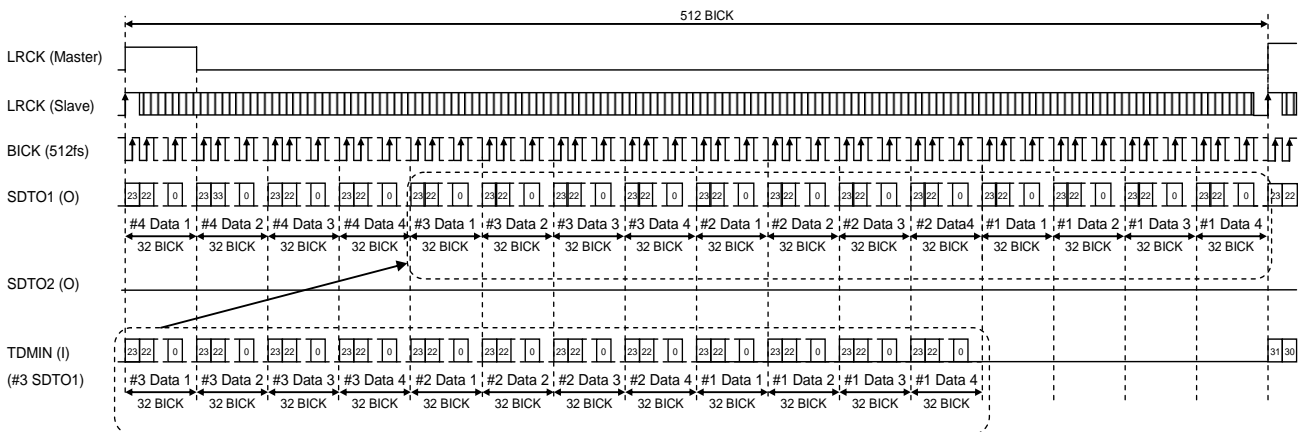 512 BICK
LRCK (Master)
LRCK (Slave)
BICK (512fs)
SDTO1 (O)
23 22 0 23 33 0 23 22 0 23 22 0 23 22 0 23 22 0 23 22 0 23 22 0 23 22 0 23 22 0 23 22 0 23 22 0 23 22 0 23 22 0 23 22 0 23 22 0 23 22
#4 Data 1 #4 Data 2 #4 Data 3 #4 Data 4 #3 Data 1 #3 Data 2 #3 Data 3 #3 Data 4 #2 Data 1 #2 Data 2 #2 Data 3 #2 Data4 #1 Data 1 #1 Data 2 #1 Data 3 #1 Data 4
32 BICK 32 BICK 32 BICK 32 BICK 32 BICK 32 BICK 32 BICK 32 BICK 32 BICK 32 BICK 32 BICK 32 BICK 32 BICK 32 BICK 32 BICK 32 BICK
SDTO2 (O)
TDMIN (I)
23 22 0 23 22 0 23 22 0 23 22 0 23 22 0 23 22 0 23 22 0 23 22 0 23 22 0 23 22 0 23 22 0 23 22 0 31 30
(#3 SDTO1)
#3 Data 1 #3 Data 2 #3 Data 3 #3 Data 4 #2 Data 1 #2 Data 2 #2 Data 3 #2 Data 4 #1 Data 1 #1 Data 2 #1 Data 3 #1 Data 4
32 BICK 32 BICK 32 BICK 32 BICK 32 BICK 32 BICK 32 BICK 32 BICK 32 BICK 32 BICK 32 BICK 32 BICK